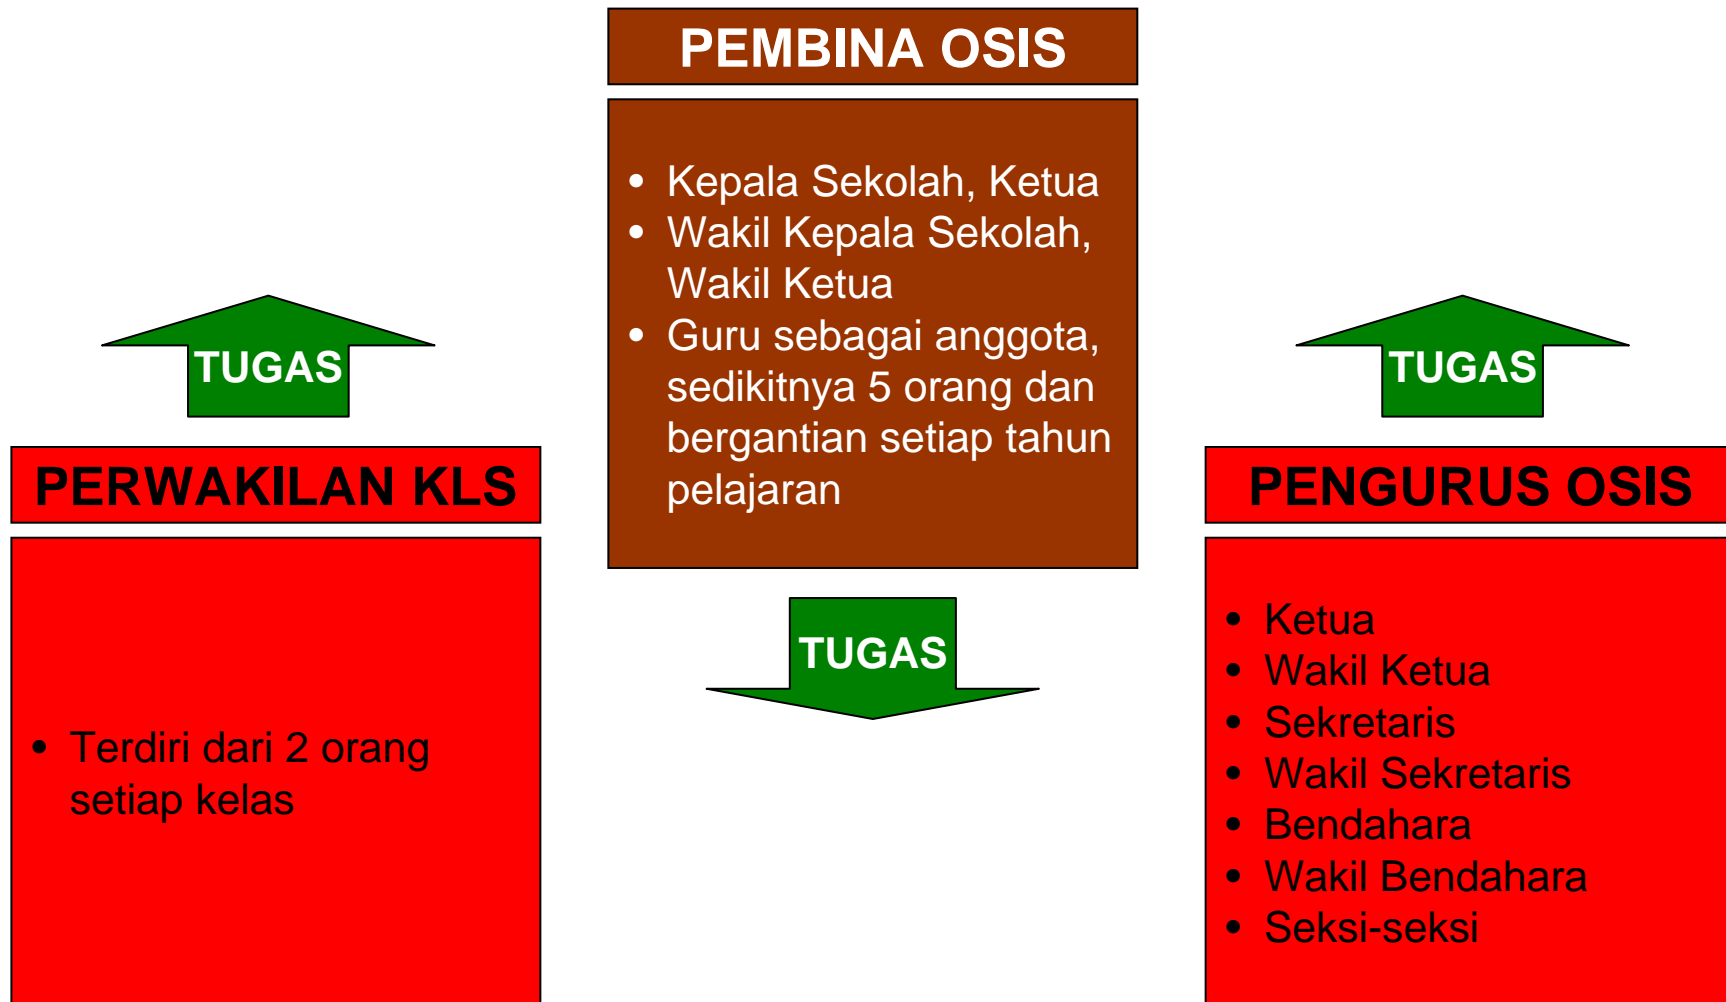 PEMBINA OSIS
• Kepala Sekolah, Ketua
• Wakil Kepala Sekolah,
Wakil Ketua
• Guru sebagai anggota,
sedikitnya 5 orang dan
bergantian setiap tahun
pelajaran
TUGAS
TUGAS
PERWAKILAN KLS
• Terdiri dari 2 orang
setiap kelas
TUGAS
PENGURUS OSIS
• Ketua
• Wakil Ketua
• Sekretaris
• Wakil Sekretaris
• Bendahara
• Wakil Bendahara
• Seksi-seksi